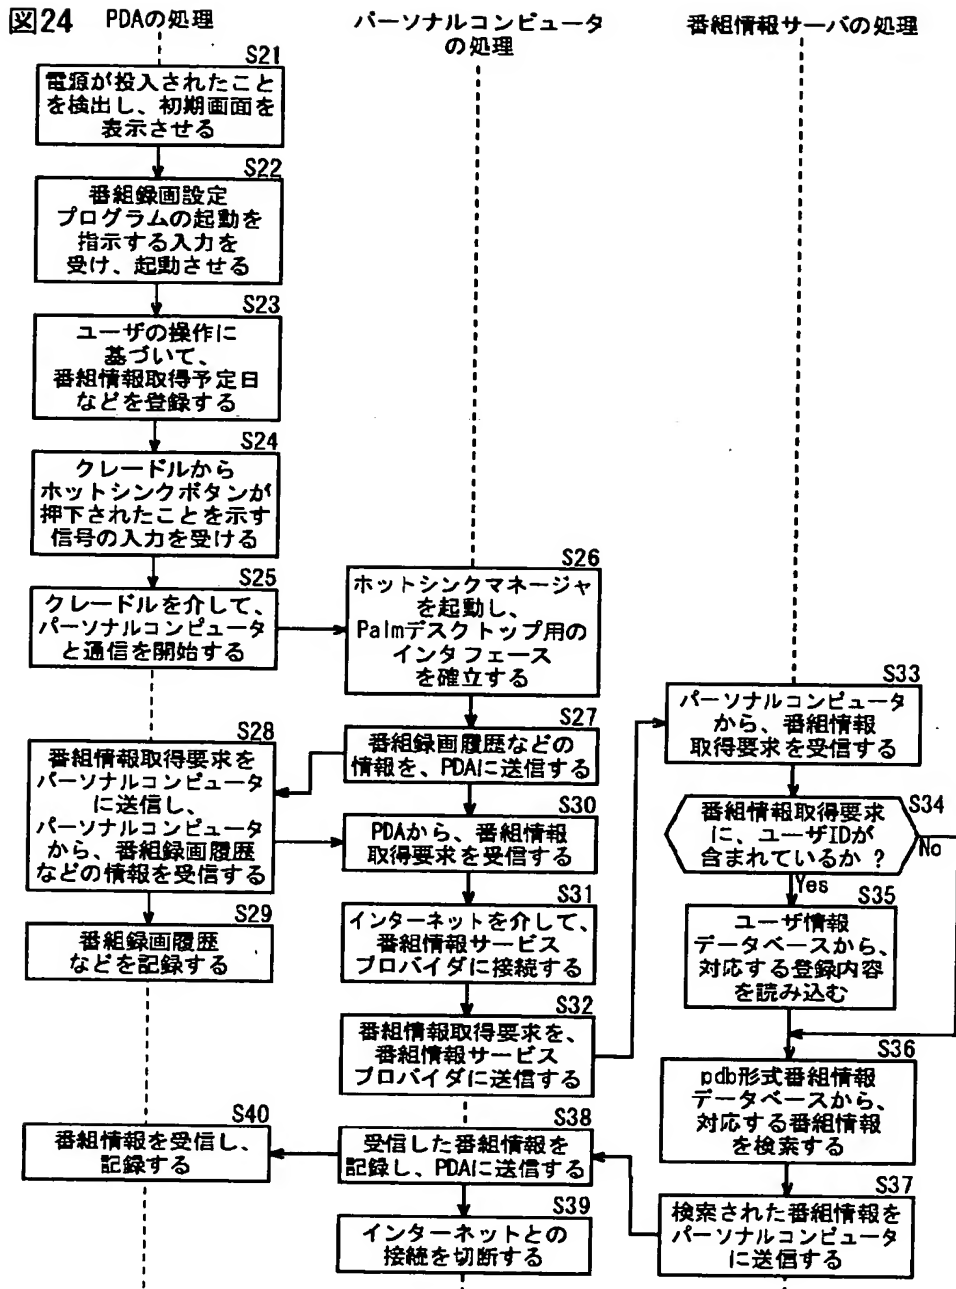 図24
PDAの処理
パーソナルコンピュータ
の処理
番組情報サーバの処理
S21
電源が投入されたこと
を検出し、初期画面を
表示させる
S22
番組録画設定
プログラムの起動を
指示する入力を
受け、起動させる
S23
ユーザの操作に
基づいて、
番組情報取得予定日
などを登録する
S24
クレードルから
ホットシンクボタンが
押下されたことを示す
信号の入力を受ける
S25
クレードルを介して、
パーソナルコンピュータ
と通信を開始する
S26
ホットシンクマネージャ
を起動し、
Palmデスクトップ用の
インタフェース
を確立する
S27
番組録画履歴などの
情報を、PDAに送信する
S28
番組情報取得要求を
パーソナルコンピュータ
に送信し、
パーソナルコンピュータ
から、番組録画履歴
などの情報を受信する
S29
番組録画履歴
などを記録する
S30
PDAから、番組情報
取得要求を受信する
S31
インターネットを介して、
番組情報サービス
プロバイダに接続する
S32
番組情報取得要求を、
番組情報サービス
プロバイダに送信する
S33
パーソナルコンピュータ
から、番組情報
取得要求を受信する
S34
番組情報取得要求
に、ユーザIDが
含まれているか？
No
Yes
S35
ユーザ情報
データベースから、
対応する登録内容
を読み込む
S36
pdb形式番組情報
データベースから、
対応する番組情報
を検索する
S37
検索された番組情報を
パーソナルコンピュータ
に送信する
S38
受信した番組情報を
記録し、PDAに送信する
S39
インターネットとの
接続を切断する
S40
番組情報を受信し、
記録する